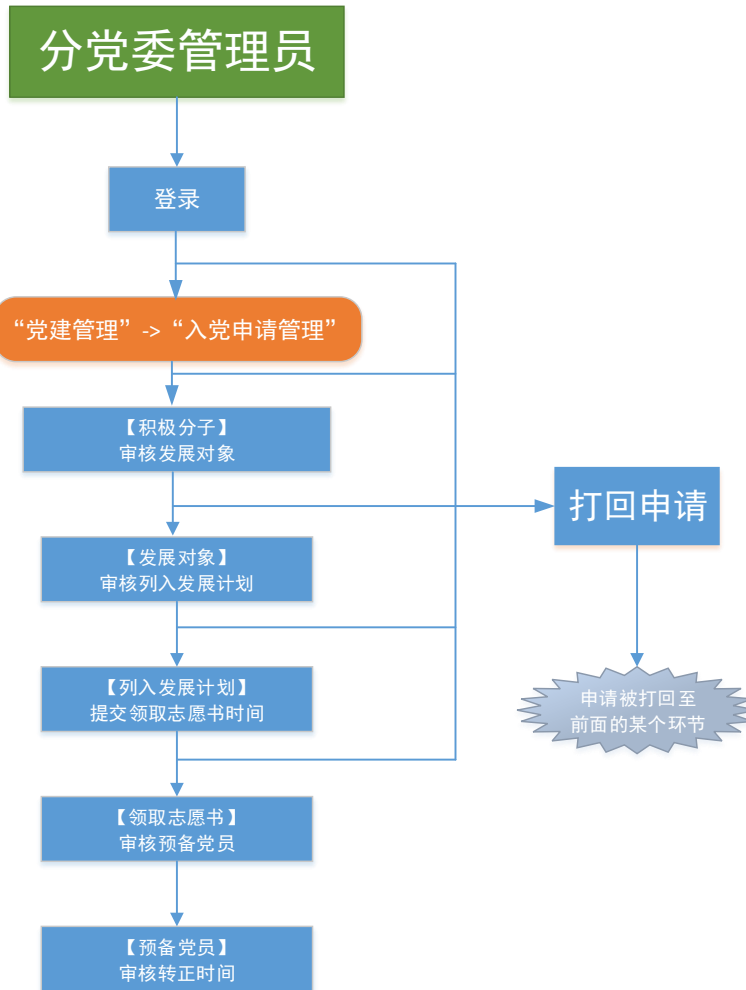 分党委管理员
登录
“党建管理”->“入党申请管理”
【积极分子】
审核发展对象
打回申请
【发展对象】
审核列入发展计划
【列入发展计划】
提交领取志愿书时间
申请被打回至
前面的某个环节
【领取志愿书】
审核预备党员
【预备党员】
审核转正时间